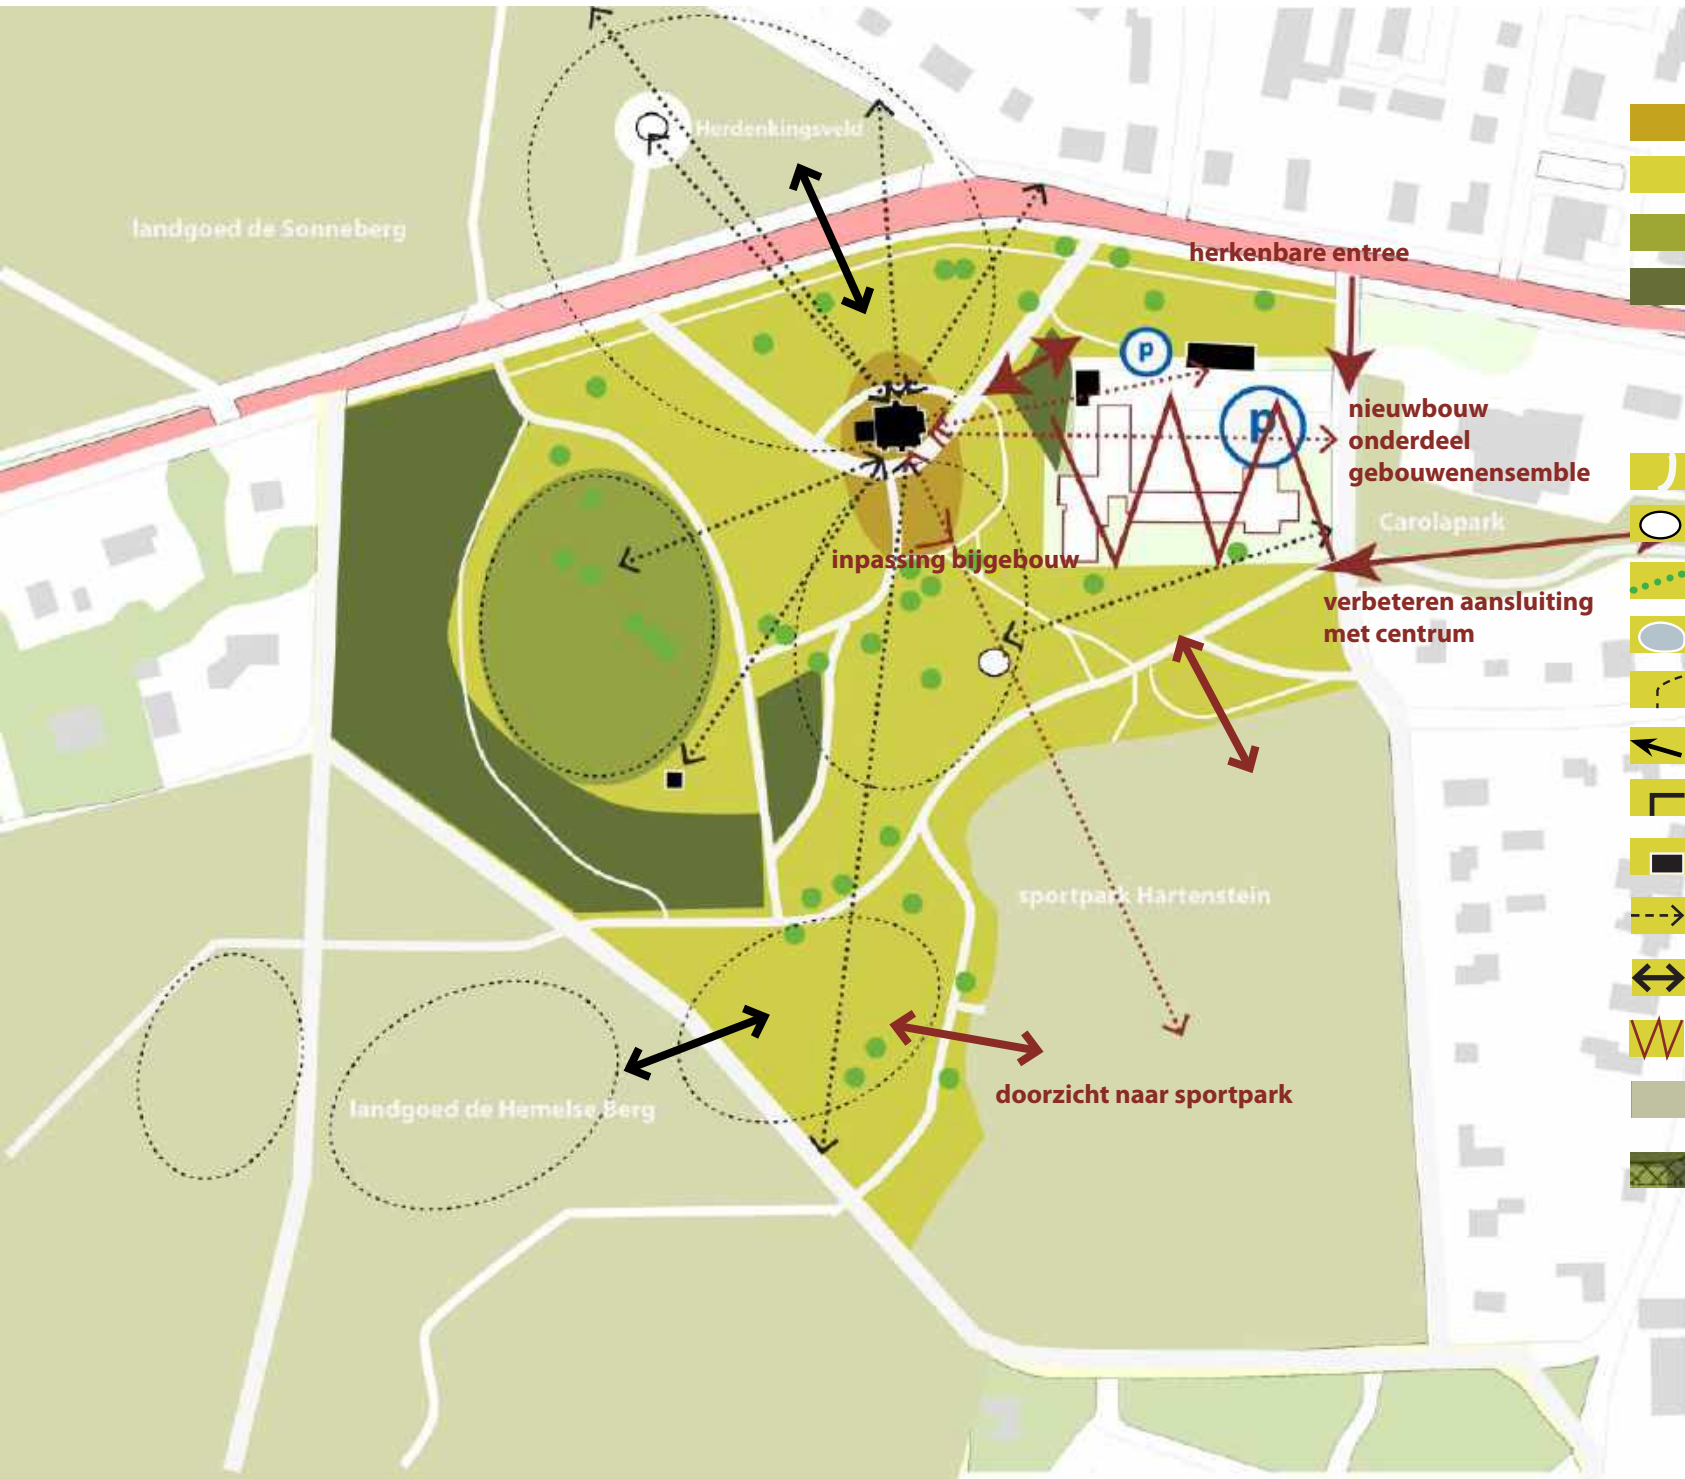 Herdenkingsveld
landgoed de Sonneberg
herkenbare entree
p
p
nieuwbouw
onderdeel
gebouwenensemble
Carolapark
inpassing bijgebouw
verbeteren aansluiting
met centrum
sportpark Hartenstein
doorzicht naar sportpark
landgoed de Hemelse Berg